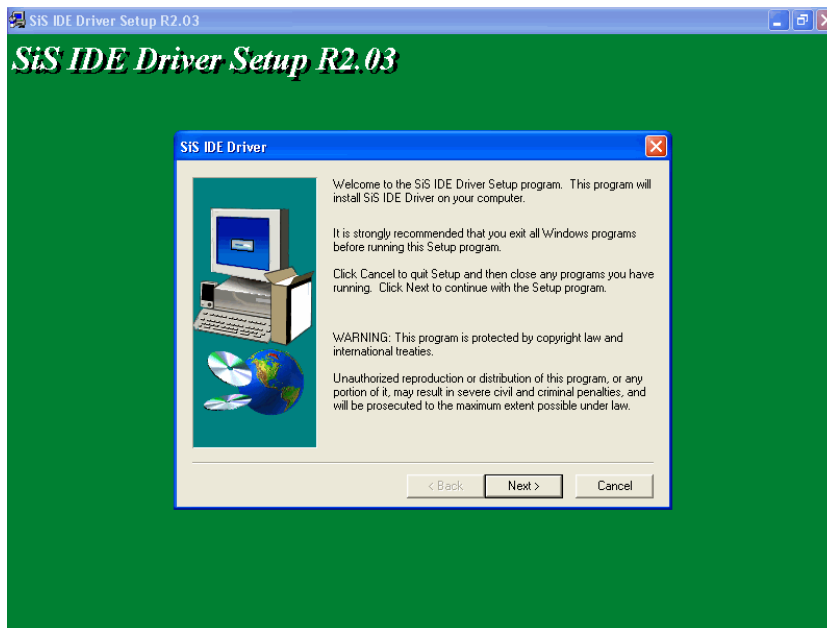 SiS IDE Driver Setup R2.03
SiS IDE Driver Setup R2.03
SiS IDE Driver
Welcome to the SiS IDE Driver Setup program. This program will
install SiS IDE Driver on your computer.
It is strongly recommended that you exit all Windows programs
before running this Setup program.
Click Cancel to quit Setup and then close any programs you have
running. Click Next to continue with the Setup program.
WARNING: This program is protected by copyright law and
international treaties.
Unauthorized reproduction or distribution of this program, or any
portion of it, may result in severe civil and criminal penalties, and
will be prosecuted to the maximum extent possible under law.
< Back Next > Cancel